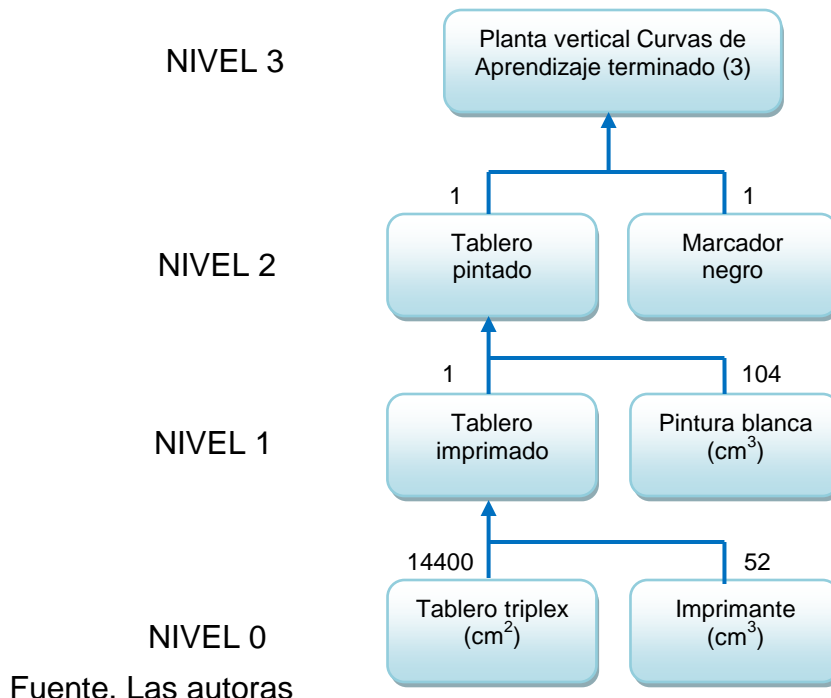 NIVEL 3
Planta vertical Curvas de
Aprendizaje terminado (3)
1
1
NIVEL 2
Tablero
pintado
Marcador
negro
1
104
NIVEL 1
Tablero
imprimado
Pintura blanca
(cm³)
14400
52
NIVEL 0
Tablero triplex
(cm²)
Imprimante
(cm³)
Fuente. Las autoras